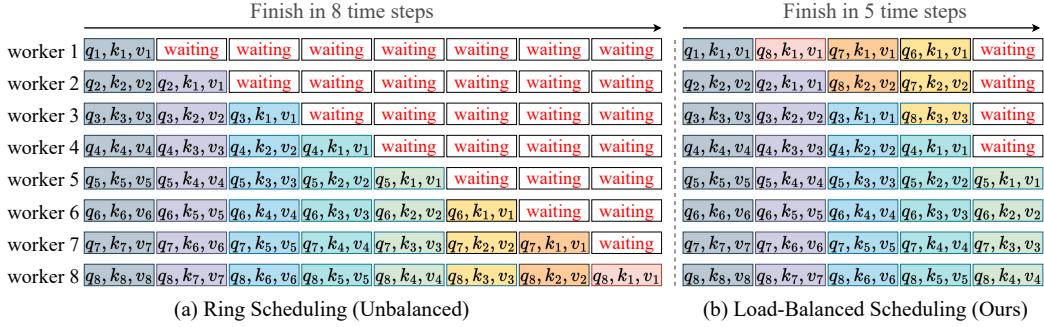 Finish in 8 time steps
Finish in 5 time steps
worker 1 q₁, k₁, v₁ waiting waiting waiting waiting waiting waiting waiting q₁, k₁, v₁ q₈, k₁, v₁ q₇, k₁, v₁ q₆, k₁, v₁ waiting
worker 2 q₂, k₂, v₂ q₂, k₁, v₁ waiting waiting waiting waiting waiting waiting q₂, k₂, v₂ q₂, k₁, v₁ q₈, k₂, v₂ q₇, k₂, v₂ waiting
worker 3 q₃, k₃, v₃ q₃, k₂, v₂ q₃, k₁, v₁ waiting waiting waiting waiting waiting q₃, k₃, v₃ q₃, k₂, v₂ q₃, k₁, v₁ q₈, k₃, v₃ waiting
worker 4 q₄, k₄, v₄ q₄, k₃, v₃ q₄, k₂, v₂ q₄, k₁, v₁ waiting waiting waiting waiting q₄, k₄, v₄ q₄, k₃, v₃ q₄, k₂, v₂ q₄, k₁, v₁ waiting
worker 5 q₅, k₅, v₅ q₅, k₄, v₄ q₅, k₃, v₃ q₅, k₂, v₂ q₅, k₁, v₁ waiting waiting waiting q₅, k₅, v₅ q₅, k₄, v₄ q₅, k₃, v₃ q₅, k₂, v₂ q₅, k₁, v₁
worker 6 q₆, k₆, v₆ q₆, k₅, v₅ q₆, k₄, v₄ q₆, k₃, v₃ q₆, k₂, v₂ q₆, k₁, v₁ waiting waiting q₆, k₆, v₆ q₆, k₅, v₅ q₆, k₄, v₄ q₆, k₃, v₃ q₆, k₂, v₂
worker 7 q₇, k₇, v₇ q₇, k₆, v₆ q₇, k₅, v₅ q₇, k₄, v₄ q₇, k₃, v₃ q₇, k₂, v₂ q₇, k₁, v₁ waiting q₇, k₇, v₇ q₇, k₆, v₆ q₇, k₅, v₅ q₇, k₄, v₄ q₇, k₃, v₃
worker 8 q₈, k₈, v₈ q₈, k₇, v₇ q₈, k₆, v₆ q₈, k₅, v₅ q₈, k₄, v₄ q₈, k₃, v₃ q₈, k₂, v₂ q₈, k₁, v₁ q₈, k₈, v₈ q₈, k₇, v₇ q₈, k₆, v₆ q₈, k₅, v₅ q₈, k₄, v₄
(a) Ring Scheduling (Unbalanced)
(b) Load-Balanced Scheduling (Ours)